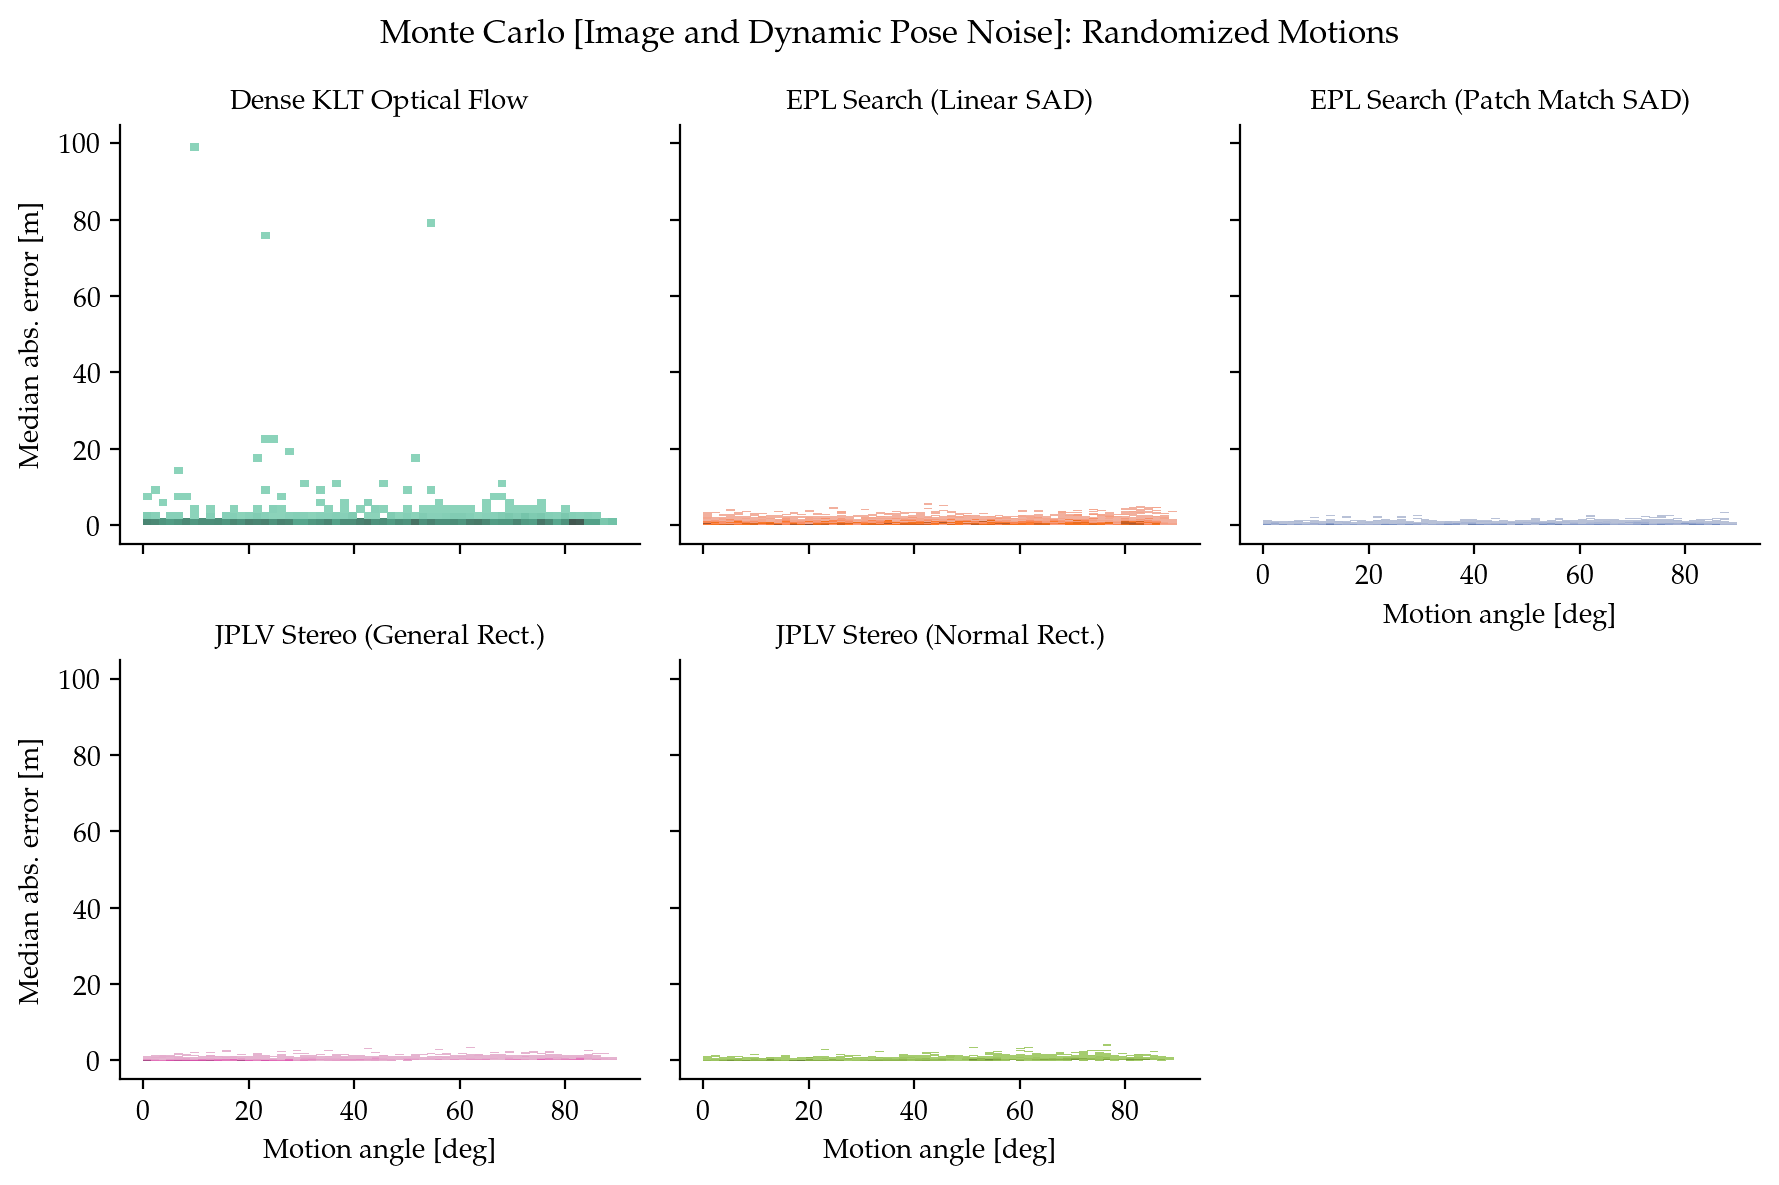 Monte Carlo [Image and Dynamic Pose Noise]: Randomized Motions
Dense KLT Optical Flow
EPL Search (Linear SAD)
EPL Search (Patch Match SAD)
Median abs. error [m]
100
80
60
40
20
0
0 20 40 60 80
Motion angle [deg]
JPLV Stereo (General Rect.)
JPLV Stereo (Normal Rect.)
Median abs. error [m]
100
80
60
40
20
0
0 20 40 60 80
Motion angle [deg]
0 20 40 60 80
Motion angle [deg]